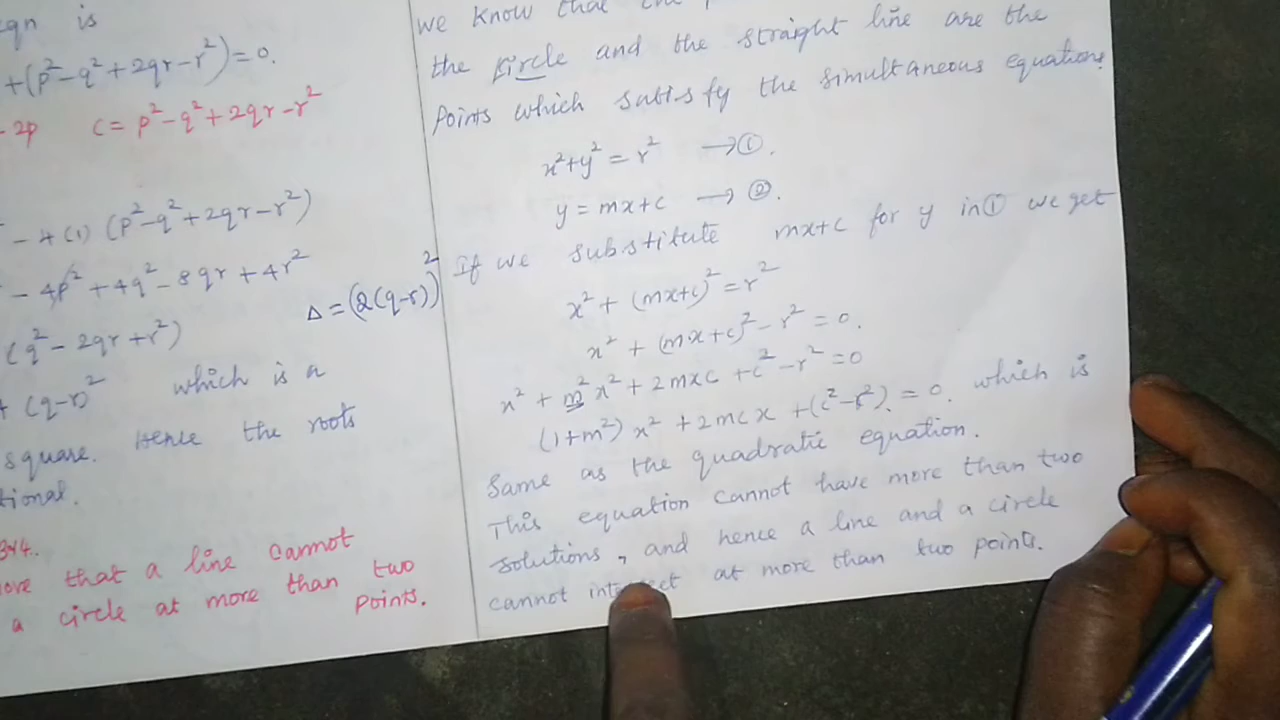 eqn is
+(p²-q²+2qr-r²)=0.
-2p c= p²-q²+2qr-r²
-4(1) (p²-q²+2qr-r²)
- 4p² +4q²-8qr+4r²
(q²-2qr+r²)
Δ=(2(q-r))²
(q-r)² which is a
square. Hence the roots
tional.
3x4.
ove that a line cannot
a circle at more than two
points.
we know that the
the circle and the straight line are the
points which satisfy the simultaneous equations
x²+y²=r² →①.
y=mx+c →②.
If we substitute mx+c for y in① we get
x²+(mx+c)²=r²
x²+(mx+c)²-r²=0.
x²+m²x²+2mxc+c²-r²=0
(1+m²)x²+2mcx+(c²-r²).=0. which is
Same as the quadratic equation.
This equation cannot have more than two
solutions, and hence a line and a circle
cannot intersect at more than two points.